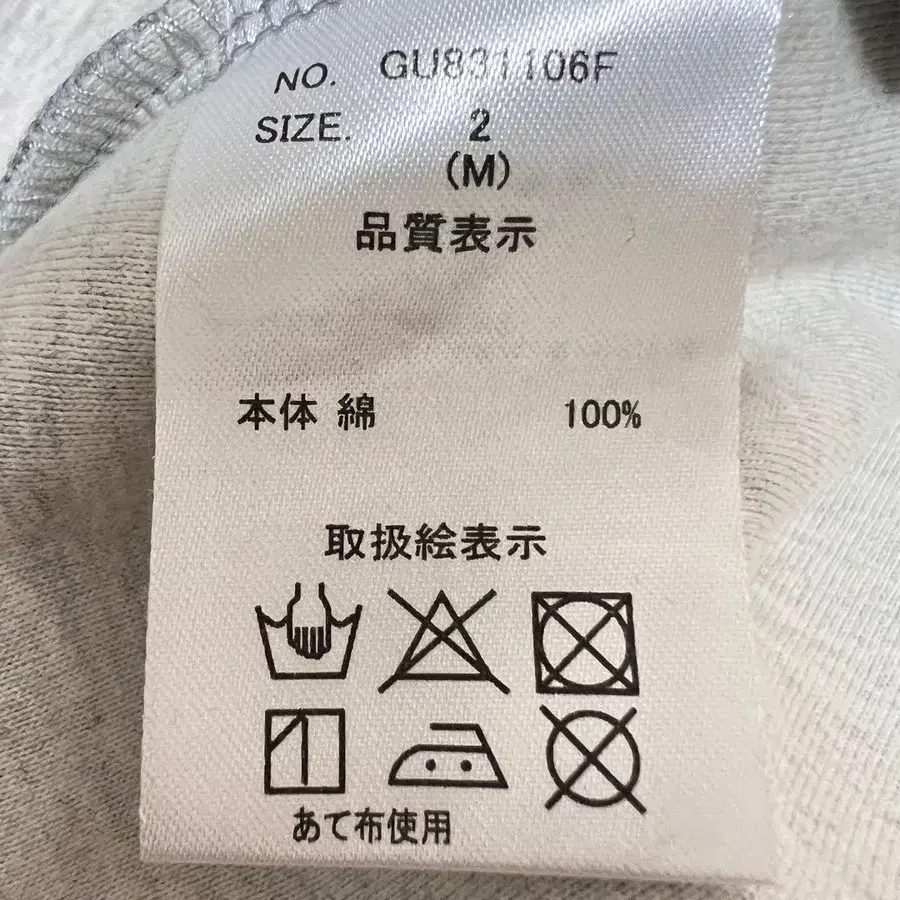 NO. GU831106F
SIZE. 2
(M)
品質表示
本体 綿 100%
取扱絵表示
あて布使用